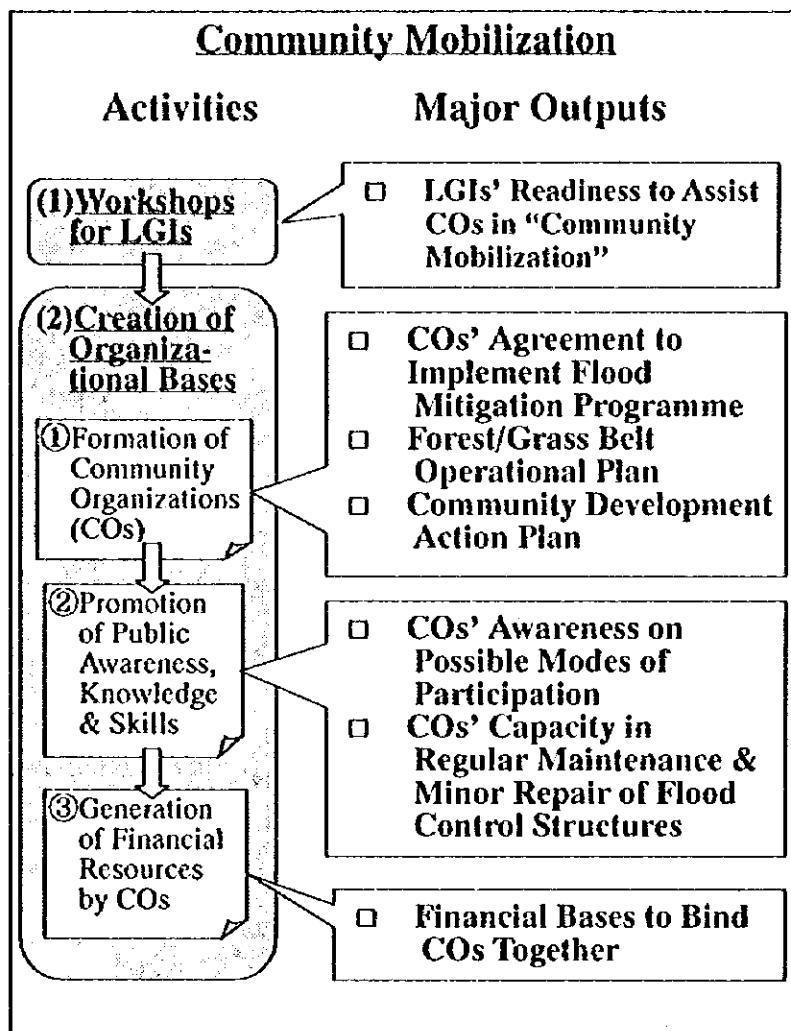 Community Mobilization
Activities
Major Outputs
(1)Workshops
for LGIs
□ LGIs' Readiness to Assist
COs in "Community
Mobilization"
(2)Creation of
Organiza-
tional Bases
①Formation of
Community
Organizations
(COs)
□ COs' Agreement to
Implement Flood
Mitigation Programme
□ Forest/Grass Belt
Operational Plan
□ Community Development
Action Plan
②Promotion
of Public
Awareness,
Knowledge
& Skills
□ COs' Awareness on
Possible Modes of
Participation
□ COs' Capacity in
Regular Maintenance &
Minor Repair of Flood
Control Structures
③Generation
of Financial
Resources
by COs
□ Financial Bases to Bind
COs Together